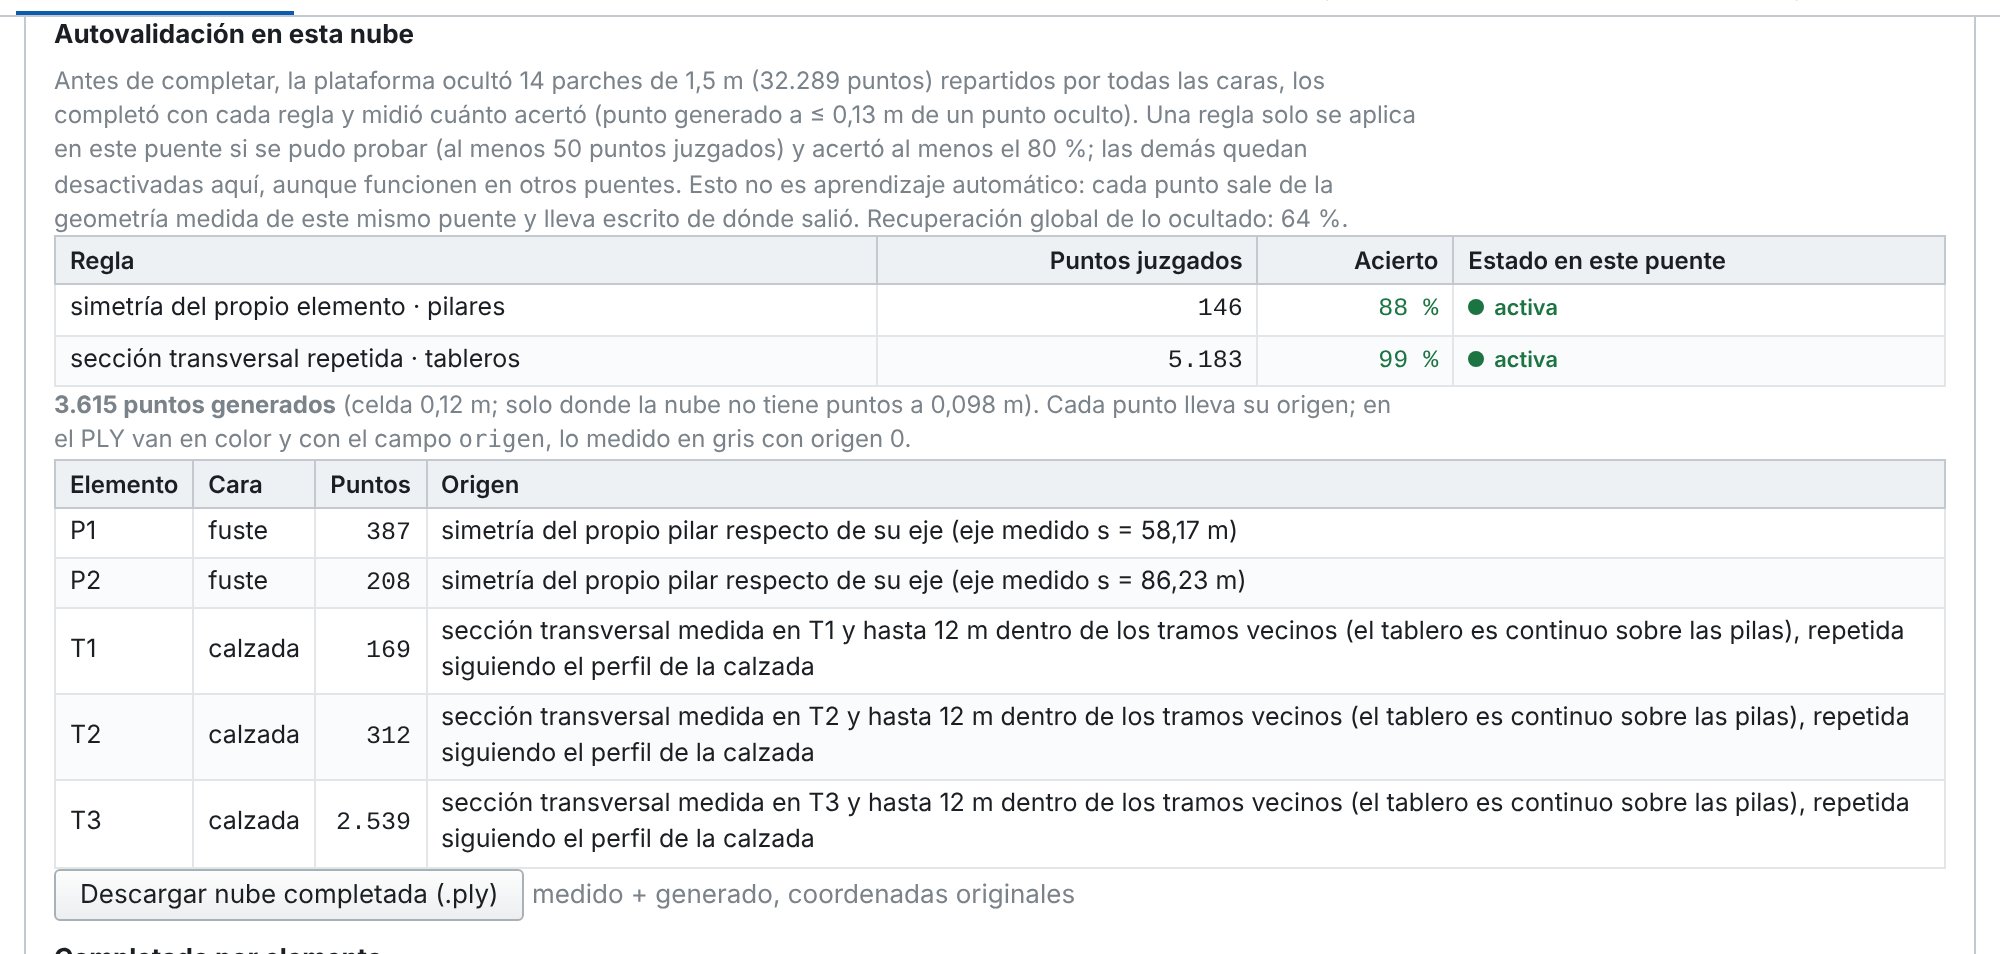 Autovalidación en esta nube
Antes de completar, la plataforma ocultó 14 parches de 1,5 m (32.289 puntos) repartidos por todas las caras, los
completó con cada regla y midió cuánto acertó (punto generado a ≤ 0,13 m de un punto oculto). Una regla solo se aplica
en este puente si se pudo probar (al menos 50 puntos juzgados) y acertó al menos el 80 %; las demás quedan
desactivadas aquí, aunque funcionen en otros puentes. Esto no es aprendizaje automático: cada punto sale de la
geometría medida de este mismo puente y lleva escrito de dónde salió. Recuperación global de lo ocultado: 64 %.
Regla Puntos juzgados Acierto Estado en este puente
simetría del propio elemento · pilares 146 88 % activa
sección transversal repetida · tableros 5.183 99 % activa
3.615 puntos generados (celda 0,12 m; solo donde la nube no tiene puntos a 0,098 m). Cada punto lleva su origen; en
el PLY van en color y con el campo origen, lo medido en gris con origen 0.
Elemento Cara Puntos Origen
P1 fuste 387 simetría del propio pilar respecto de su eje (eje medido s = 58,17 m)
P2 fuste 208 simetría del propio pilar respecto de su eje (eje medido s = 86,23 m)
T1 calzada 169 sección transversal medida en T1 y hasta 12 m dentro de los tramos vecinos (el tablero es continuo sobre las pilas), repetida
siguiendo el perfil de la calzada
T2 calzada 312 sección transversal medida en T2 y hasta 12 m dentro de los tramos vecinos (el tablero es continuo sobre las pilas), repetida
siguiendo el perfil de la calzada
T3 calzada 2.539 sección transversal medida en T3 y hasta 12 m dentro de los tramos vecinos (el tablero es continuo sobre las pilas), repetida
siguiendo el perfil de la calzada
Descargar nube completada (.ply) medido + generado, coordenadas originales